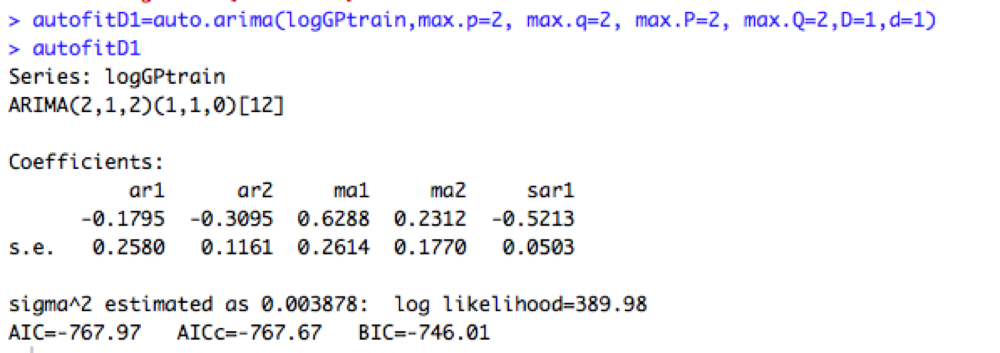 > autofitD1=auto.arima(logGPtrain,max.p=2, max.q=2, max.P=2, max.Q=2,D=1,d=1)
> autofitD1
Series: logGPtrain
ARIMA(2,1,2)(1,1,0)[12]
Coefficients:
ar1 ar2 ma1 ma2 sar1
-0.1795 -0.3095 0.6288 0.2312 -0.5213
s.e. 0.2580 0.1161 0.2614 0.1770 0.0503
sigma^2 estimated as 0.003878: log likelihood=389.98
AIC=-767.97 AICc=-767.67 BIC=-746.01